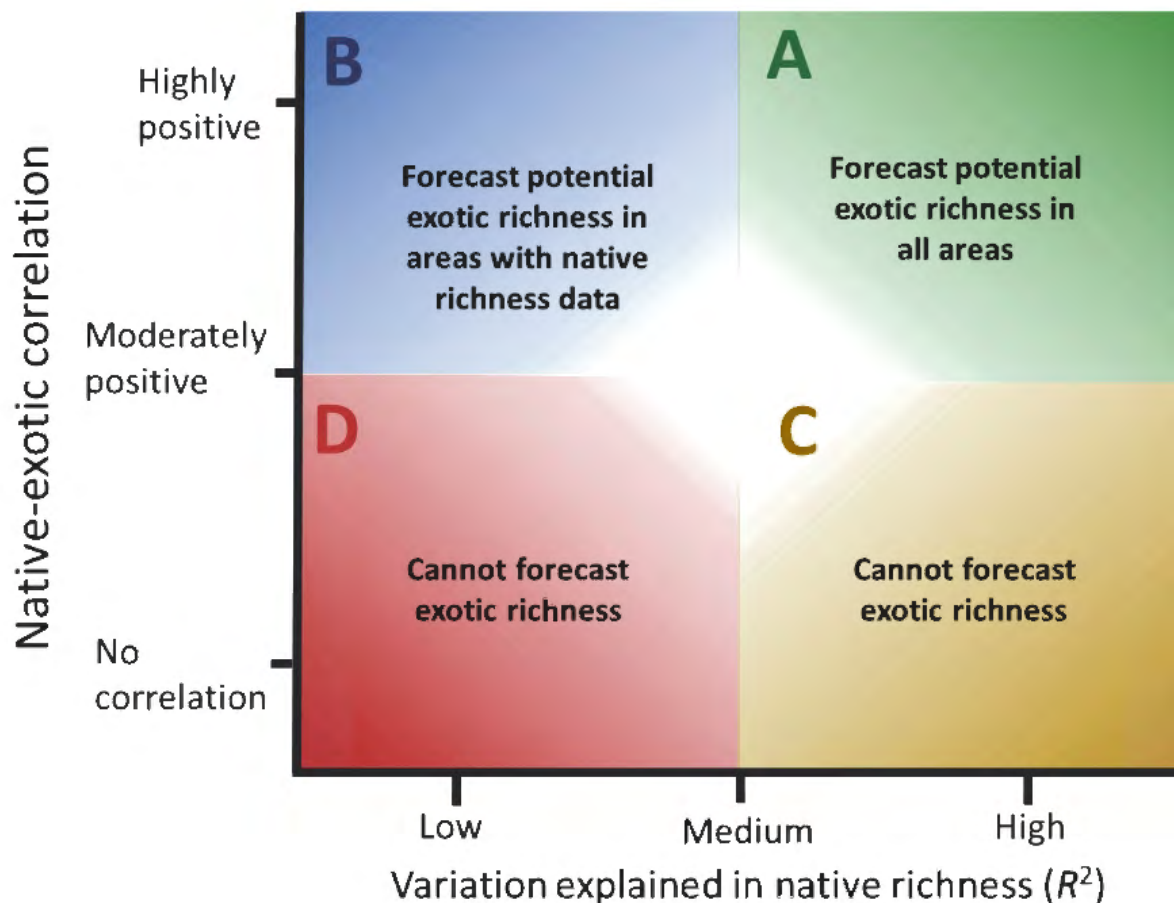 Native-exotic correlation
Highly
positive
Moderately
positive
No
correlation
B
Forecast potential
exotic richness in
areas with native
richness data
A
Forecast potential
exotic richness in
all areas
D
Cannot forecast
exotic richness
C
Cannot forecast
exotic richness
Low
Medium
High
Variation explained in native richness (R²)